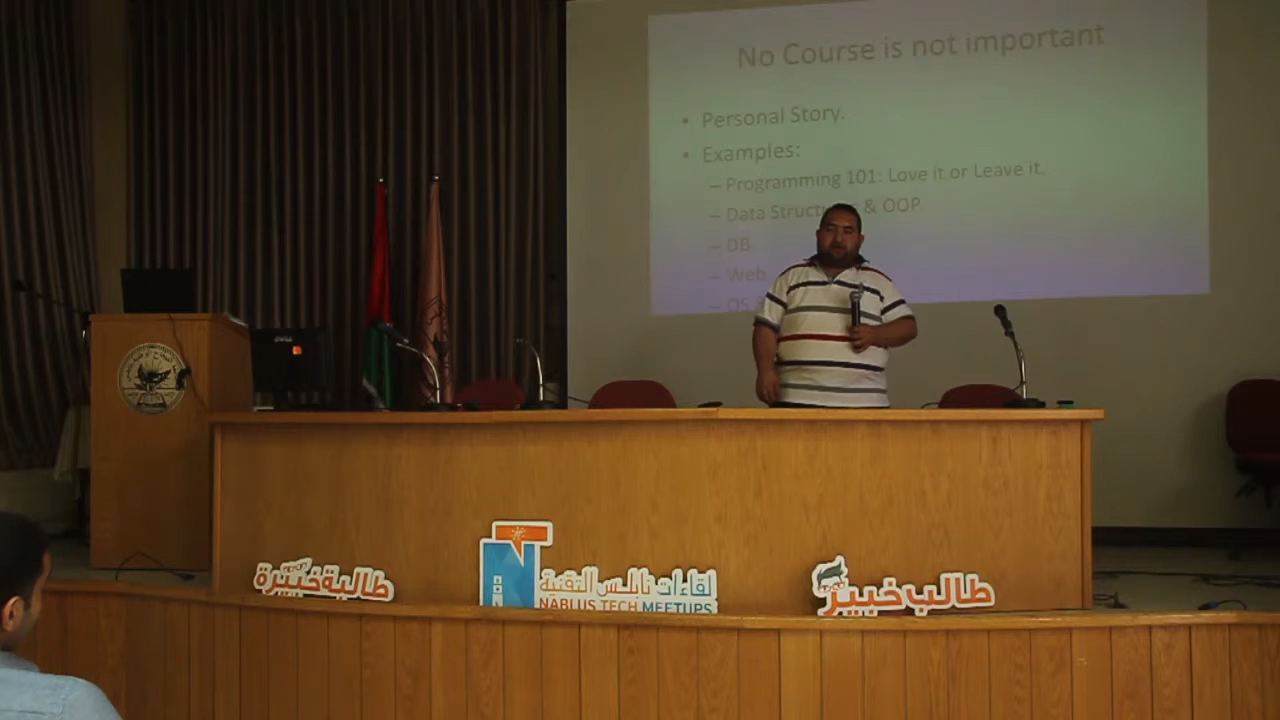 No Course is not important
• Personal Story.
• Examples:
– Programming 101: Love it or Leave it.
– Data Structures & OOP
– DB
– Web
– OS
طالبة خبيرة
لقاءات نابلس التقنية
NABLUS TECH MEETUPS
طالب خبير